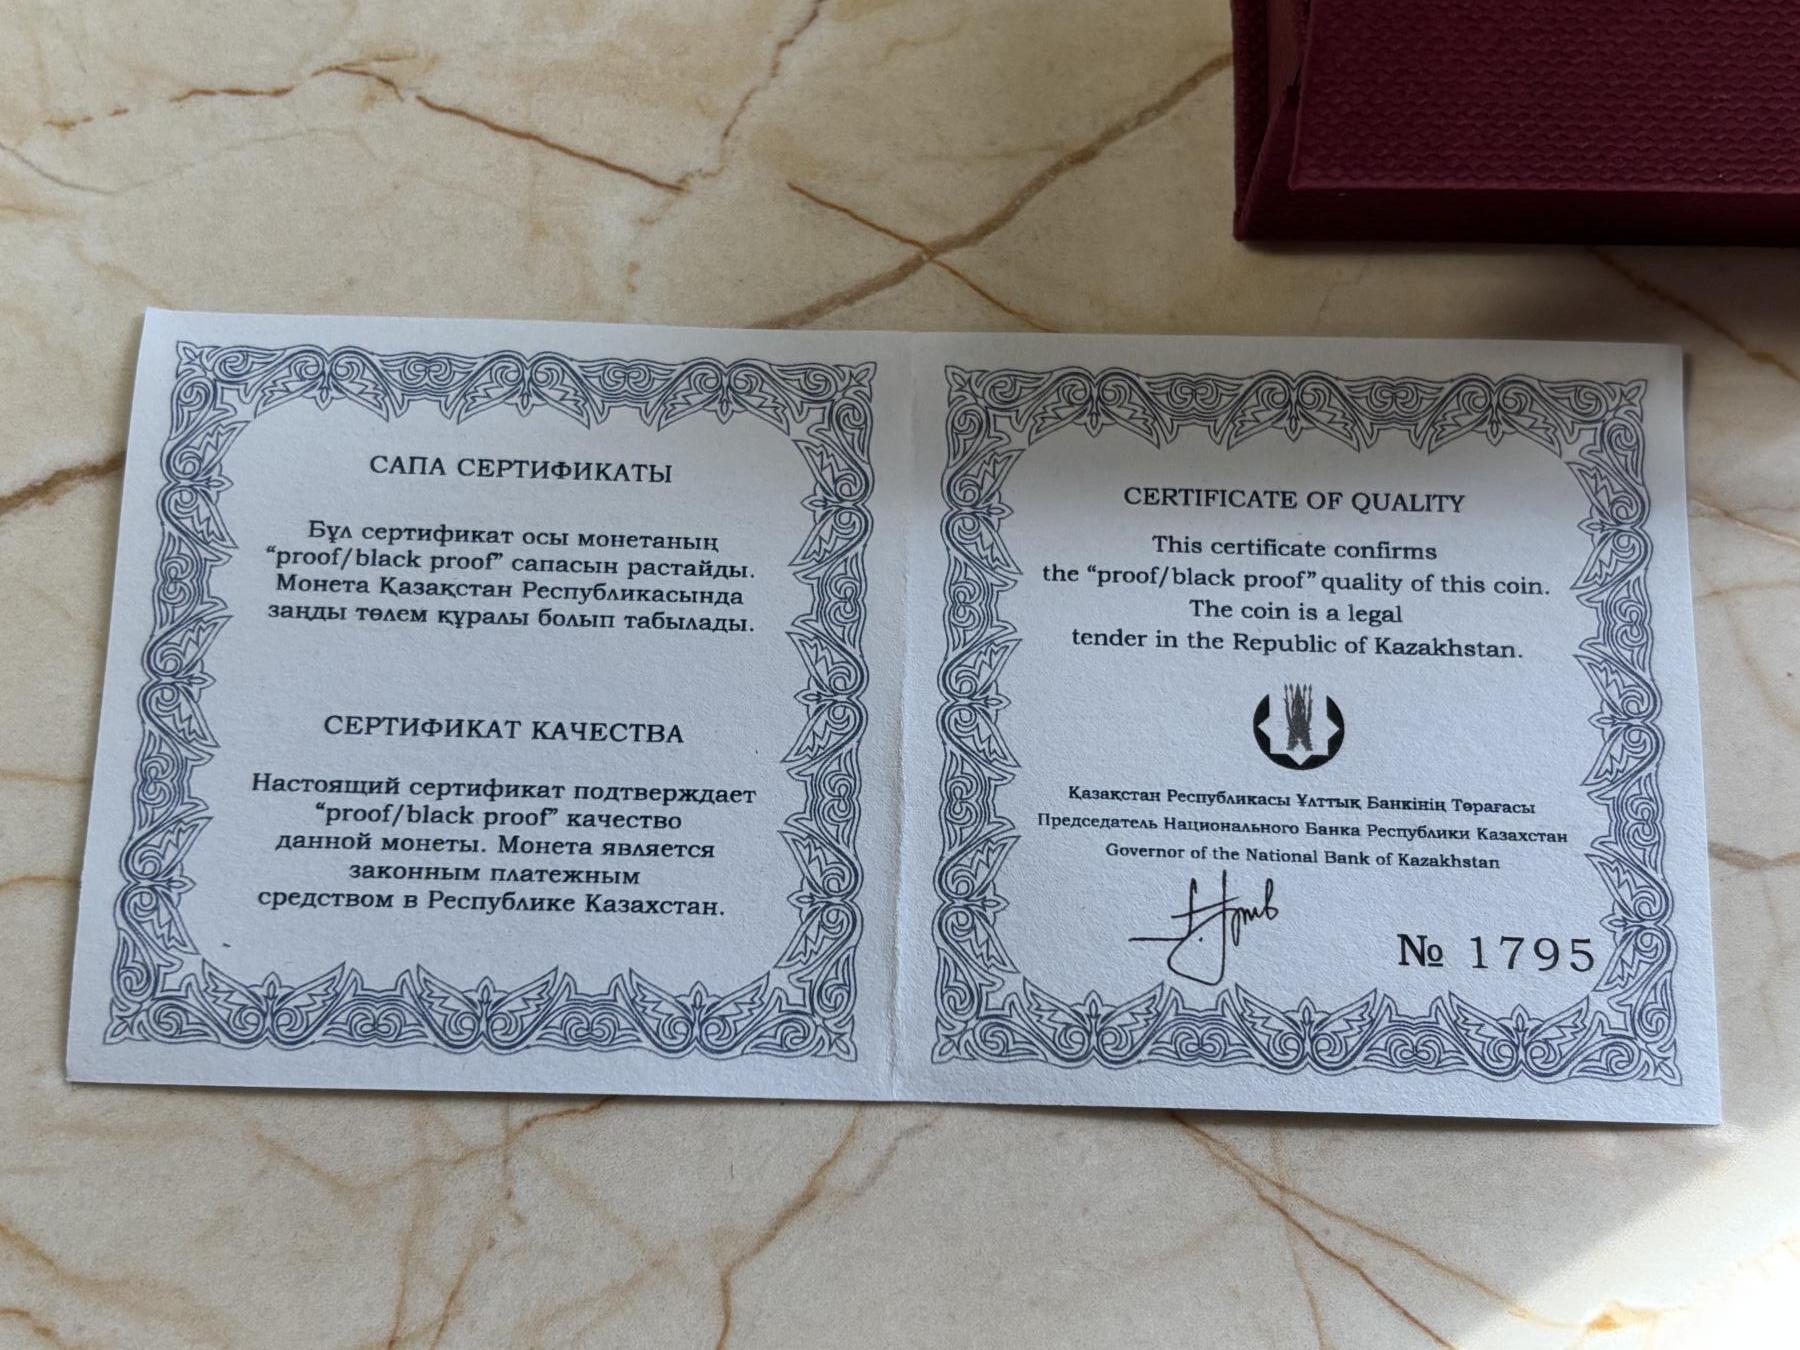 САПА СЕРТИФИКАТЫ
Бұл сертификат осы монетаның
“proof/black proof” сапасын растайды.
Монета Қазақстан Республикасында
заңды төлем құралы болып табылады.
СЕРТИФИКАТ КАЧЕСТВА
Настоящий сертификат подтверждает
“proof/black proof” качество
данной монеты. Монета является
законным платежным
средством в Республике Казахстан.
CERTIFICATE OF QUALITY
This certificate confirms
the “proof/black proof” quality of this coin.
The coin is a legal
tender in the Republic of Kazakhstan.
Қазақстан Республикасы Ұлттық Банкінің Төрағасы
Председатель Национального Банка Республики Казахстан
Governor of the National Bank of Kazakhstan
№ 1795